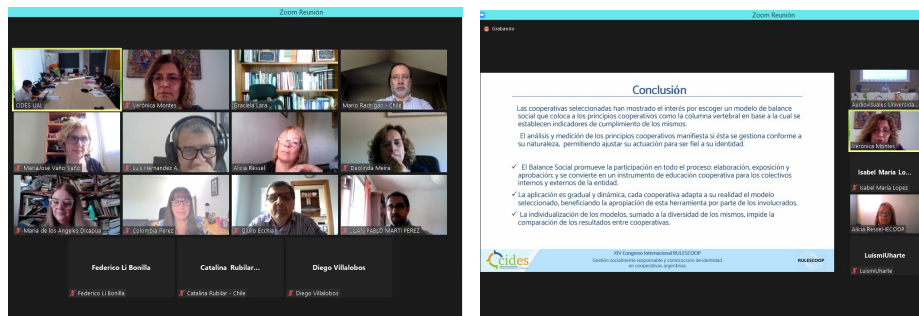 Zoom Reunión
CIDES UAL
Verónica Montes
Graciela Lara
Mario Radrigán - Chile
MariaJose Vañó Vañó
Luis Hernandez A.
Alicia Ressel
Deolinda Meira
Maria de los Angeles Dicapua
Colombia Pérez
Giulio Ecchia
JUAN PABLO MARTI PEREZ
Federico Li Bonilla
Catalina Rubilar...
Diego Villalobos
Federico Li Bonilla
Catalina Rubilar - Chile
Diego Villalobos
Zoom Reunión
Grabando
Conclusión
Las cooperativas seleccionadas han mostrado el interés por escoger un modelo de balance
social que coloca a los principios cooperativos como la columna vertebral en base a la cual se
establecen indicadores de cumplimiento de los mismos.
El análisis y medición de los principios cooperativos manifiesta si ésta se gestiona conforme a
su naturaleza, permitiendo ajustar su actuación para ser fiel a su identidad.
✓ El Balance Social promueve la participación en todo el proceso: elaboración, exposición y
aprobación; y se convierte en un instrumento de educación cooperativa para los colectivos
internos y externos de la entidad.
✓ La aplicación es gradual y dinámica, cada cooperativa adapta a su realidad el modelo
seleccionado, beneficiando la apropiación de esta herramienta por parte de los involucrados.
✓ La individualización de los modelos, sumado a la diversidad de los mismos, impide la
comparación de los resultados entre cooperativas.
cides
XIV Congreso Internacional RULESCOOP
Gestión socialmente responsable y construcción de identidad
en cooperativas argentinas
RULESCOOP
Audiovisuales Universida...
Verónica Montes
Isabel María Lo...
Isabel María Lopez
Alicia Ressel-IECOOP
LuismiUharte
LuismiUharte